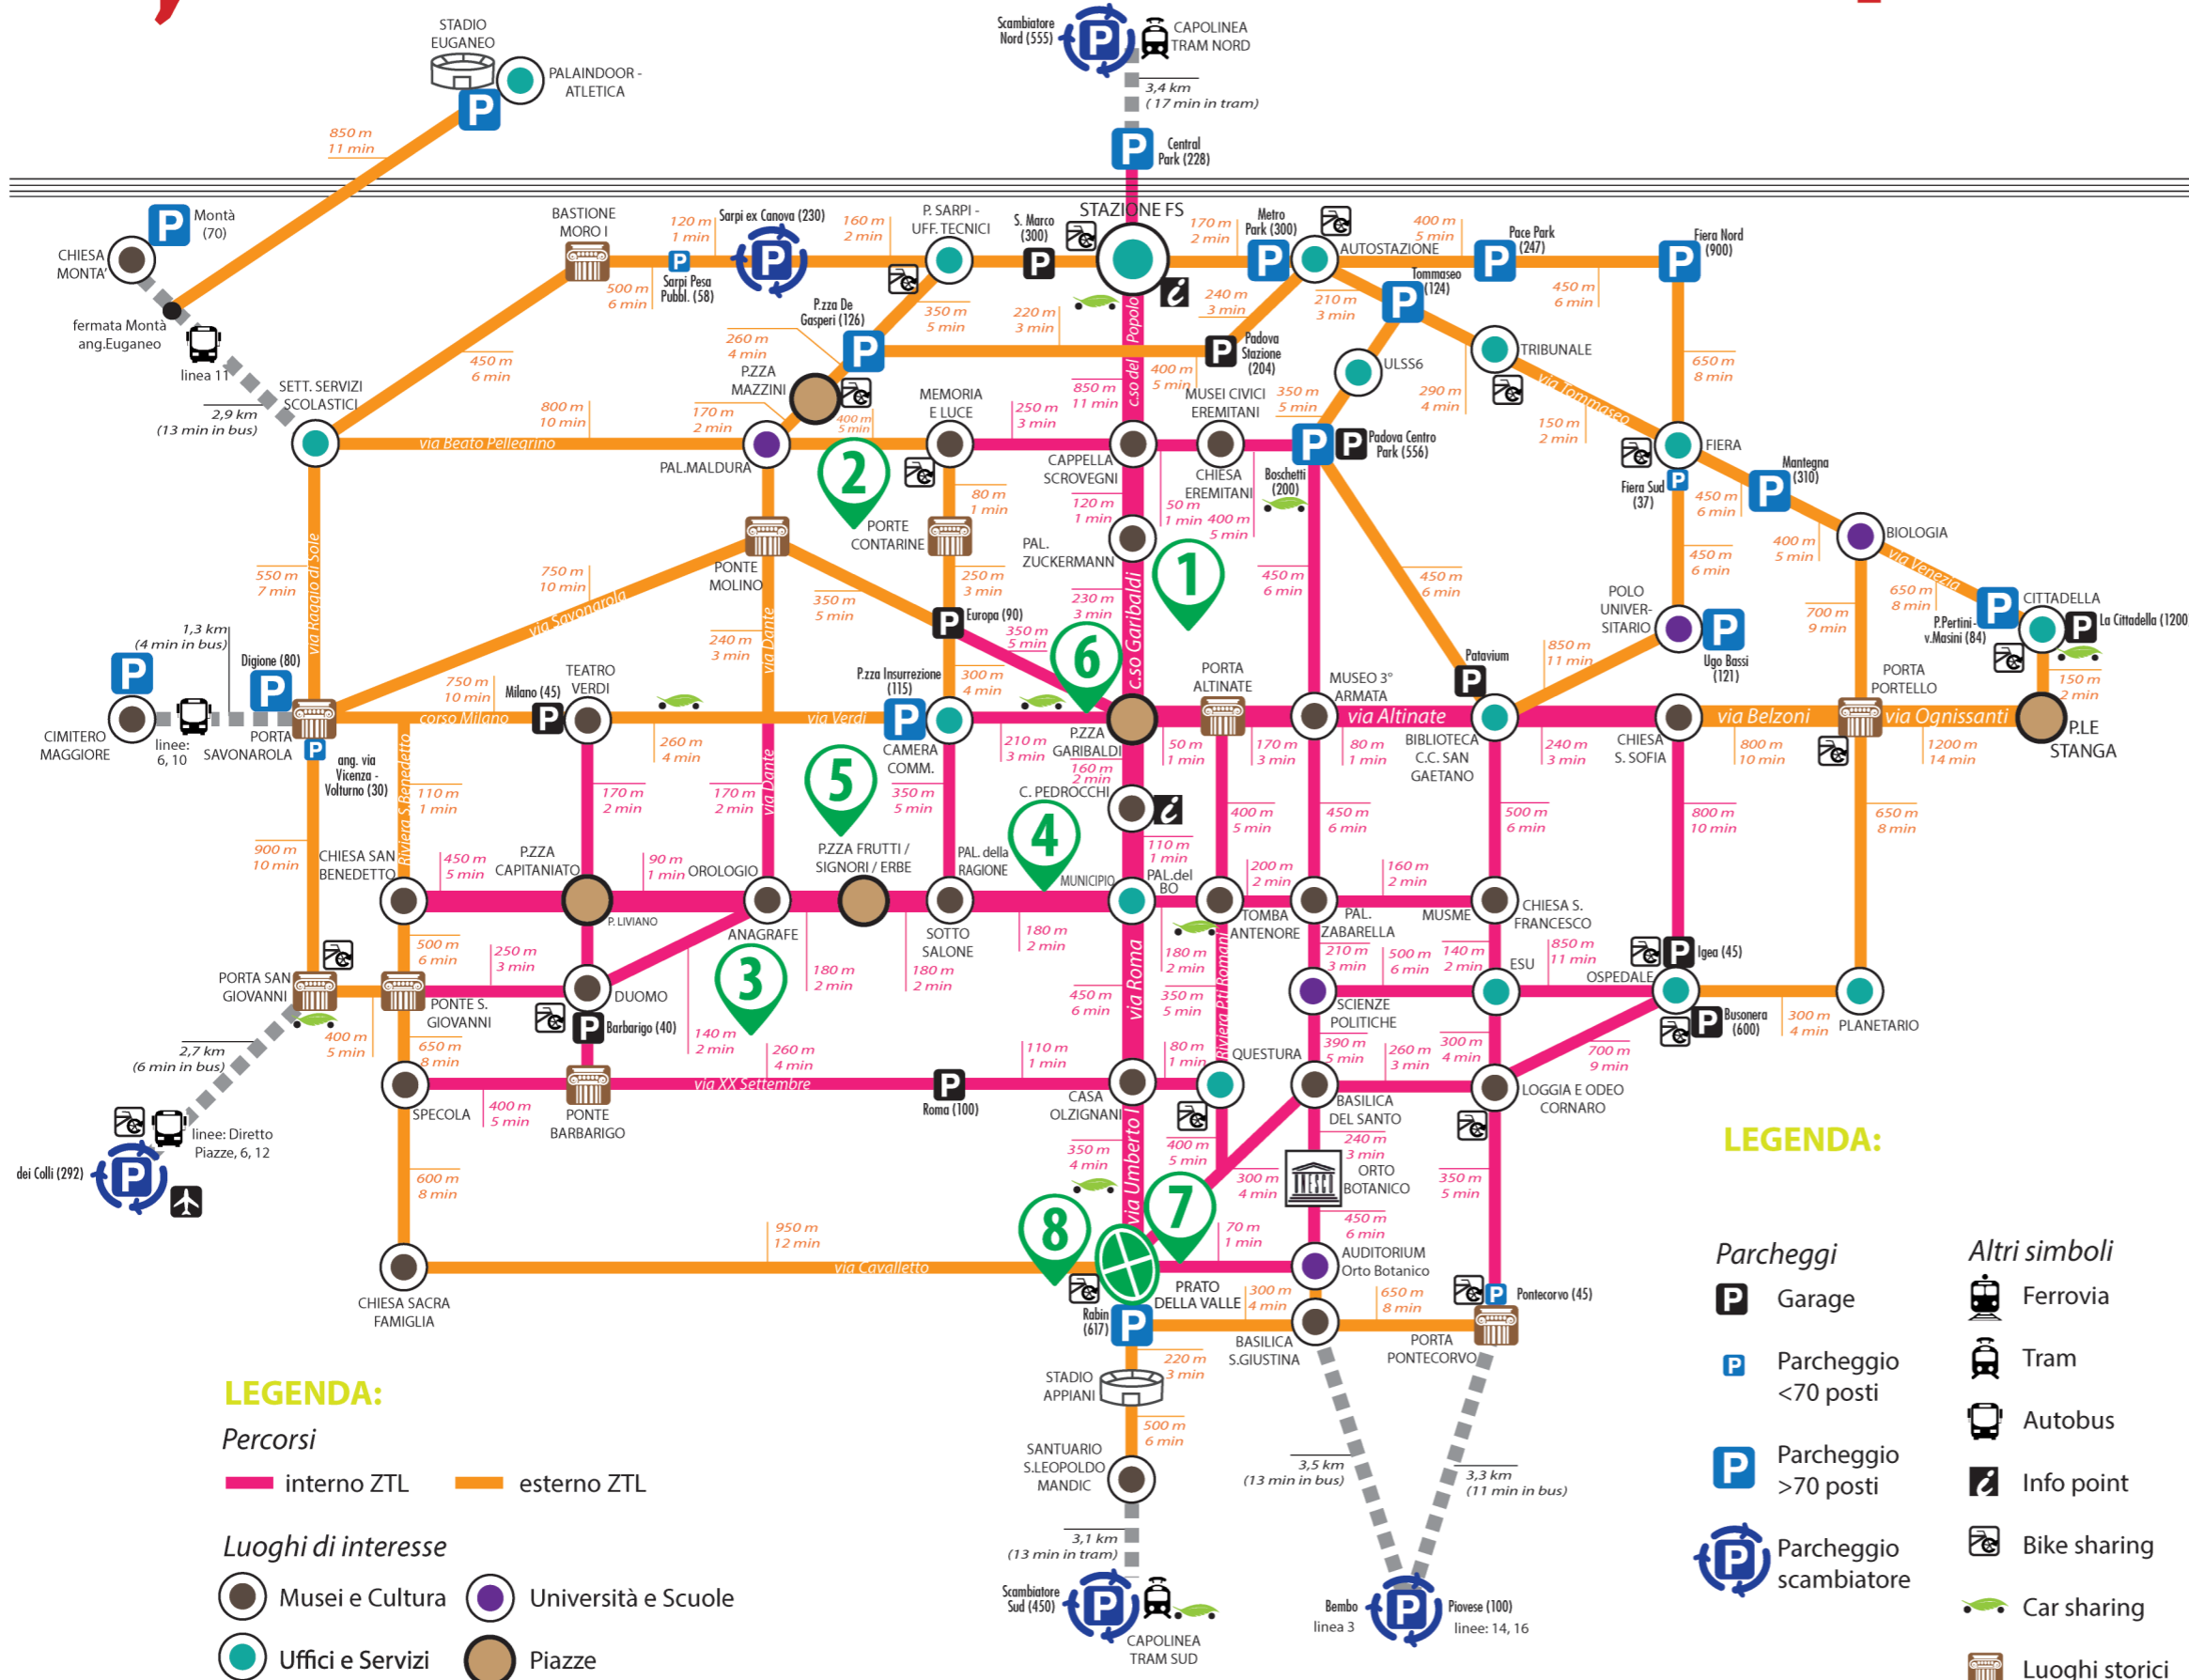 STADIO
EUGANEO
PALAINDOOR -
ATLETICA
850 m
11 min
Scambiatore
Nord (555)
CAPOLINEA
TRAM NORD
3,4 km
( 17 min in tram)
Central
Park (228)
Montà
(70)
CHIESA
MONTA'
fermata Montà
ang.Euganeo
linea 11
2,9 km
(13 min in bus)
SETT. SERVIZI
SCOLASTICI
BASTIONE
MORO I
120 m
1 min
Sarpi ex Canova (230)
160 m
2 min
P. SARPI -
UFF. TECNICI
S. Marco
(300)
STAZIONE FS
170 m
2 min
Metro
Park (300)
AUTOSTAZIONE
400 m
5 min
Pace Park
(247)
Fiera Nord
(900)
500 m
6 min
Sarpi Pesa
Pubbl. (58)
450 m
6 min
P.zza De
Gasperi (126)
350 m
5 min
220 m
3 min
240 m
3 min
210 m
3 min
Tommaseo
(124)
450 m
6 min
260 m
4 min
P.ZZA
MAZZINI
c.so del Popolo
Padova
Stazione
(204)
400 m
5 min
ULSS6
TRIBUNALE
via Tommaseo
650 m
8 min
800 m
10 min
via Beato Pellegrino
170 m
2 min
400 m
5 min
PAL.MALDURA
MEMORIA
E LUCE
250 m
3 min
850 m
11 min
MUSEI CIVICI
EREMITANI
350 m
5 min
290 m
4 min
150 m
2 min
FIERA
CAPPELLA
SCROVEGNI
CHIESA
EREMITANI
Padova Centro
Park (556)
Boschetti
(200)
Fiera Sud
(37)
Mantegna
(310)
450 m
6 min
2
80 m
1 min
120 m
1 min
50 m
1 min
400 m
5 min
PORTE
CONTARINE
PAL.
ZUCKERMANN
1
BIOLOGIA
400 m
5 min
via Venezia
550 m
7 min
via Raggio di Sole
750 m
10 min
via Savonarola
PONTE
MOLINO
350 m
5 min
250 m
3 min
230 m
3 min
c.so Garibaldi
450 m
6 min
450 m
6 min
450 m
6 min
POLO
UNIVER-
SITARIO
700 m
9 min
650 m
8 min
P.Pertini-
v.Masini (84)
CITTADELLA
La Cittadella (1200)
1,3 km
(4 min in bus)
Digione (80)
240 m
3 min
via Dante
Europa (90)
350 m
5 min
6
850 m
11 min
Ugo Bassi
(121)
750 m
10 min
corso Milano
Milano (45)
TEATRO
VERDI
P.zza Insurrezione
(115)
300 m
4 min
PORTA
ALTINATE
MUSEO 3°
ARMATA
Patavium
PORTA
PORTELLO
150 m
2 min
CIMITERO
MAGGIORE
linee:
6, 10
PORTA
SAVONAROLA
via Verdi
260 m
4 min
CAMERA
COMM.
210 m
3 min
P.ZZA
GARIBALDI
50 m
1 min
170 m
3 min
via Altinate
80 m
1 min
BIBLIOTECA
C.C. SAN
GAETANO
240 m
3 min
CHIESA
S. SOFIA
via Belzoni
800 m
10 min
via Ognissanti
1200 m
14 min
P.LE
STANGA
ang. via
Vicenza -
Volturno (30)
Riviera S.Benedetto
110 m
1 min
170 m
2 min
170 m
2 min
via Dante
5
350 m
5 min
160 m
2 min
C. PEDROCCHI
4
400 m
5 min
450 m
6 min
500 m
6 min
800 m
10 min
650 m
8 min
900 m
10 min
CHIESA SAN
BENEDETTO
450 m
5 min
P.ZZA
CAPITANIATO
90 m
1 min
OROLOGIO
P.ZZA FRUTTI /
SIGNORI / ERBE
PAL. della
RAGIONE
MUNICIPIO
110 m
1 min
PAL.del
BO
200 m
2 min
160 m
2 min
P. LIVIANO
ANAGRAFE
SOTTO
SALONE
TOMBA
ANTENORE
PAL.
ZABARELLA
MUSME
CHIESA S.
FRANCESCO
500 m
6 min
250 m
3 min
3
180 m
2 min
180 m
2 min
180 m
2 min
180 m
2 min
210 m
3 min
500 m
6 min
140 m
2 min
ESU
850 m
11 min
OSPEDALE
Igea (45)
PORTA SAN
GIOVANNI
PONTE S.
GIOVANNI
DUOMO
Barbarigo (40)
140 m
2 min
450 m
6 min
via Roma
350 m
5 min
Riviera P.ti Romani
SCIENZE
POLITICHE
Busonera
(600)
300 m
4 min
PLANETARIO
400 m
5 min
650 m
8 min
260 m
4 min
110 m
1 min
80 m
1 min
QUESTURA
390 m
5 min
260 m
3 min
300 m
4 min
700 m
9 min
2,7 km
(6 min in bus)
SPECOLA
400 m
5 min
PONTE
BARBARIGO
via XX Settembre
Roma (100)
CASA
OLZIGNANI
BASILICA
DEL SANTO
LOGGIA E ODEO
CORNARO
linee: Diretto
Piazze, 6, 12
dei Colli (292)
600 m
8 min
350 m
4 min
via Umberto I
400 m
5 min
240 m
3 min
300 m
4 min
ORTO
BOTANICO
350 m
5 min
LEGENDA:
8
7
950 m
12 min
via Cavalletto
70 m
1 min
450 m
6 min
AUDITORIUM
Orto Botanico
CHIESA SACRA
FAMIGLIA
PRATO
DELLA VALLE
Rabin
(617)
300 m
4 min
650 m
8 min
Pontecorvo (45)
BASILICA
S.GIUSTINA
PORTA
PONTECORVO
220 m
3 min
STADIO
APPIANI
500 m
6 min
SANTUARIO
S.LEOPOLDO
MANDIC
3,5 km
(13 min in bus)
3,3 km
(11 min in bus)
3,1 km
(13 min in tram)
Scambiatore
Sud (450)
CAPOLINEA
TRAM SUD
Bembo
linea 3
Piovese (100)
linee: 14, 16
LEGENDA:
Percorsi
interno ZTL
esterno ZTL
Luoghi di interesse
Musei e Cultura
Università e Scuole
Uffici e Servizi
Piazze
Parcheggi
Garage
Parcheggio
<70 posti
Parcheggio
>70 posti
Parcheggio
scambiatore
Altri simboli
Ferrovia
Tram
Autobus
Info point
Bike sharing
Car sharing
Luoghi storici